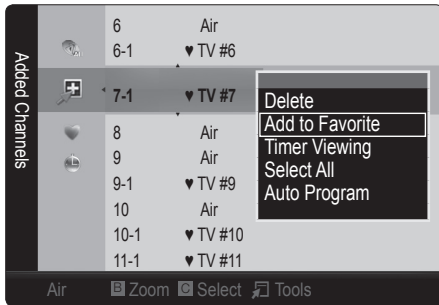 Added Channels
6 Air
6-1 ♥ TV #6
7-1 ♥ TV #7
8 Air
9 Air
9-1 ♥ TV #9
10 Air
10-1 ♥ TV #10
11-1 ♥ TV #11
Delete
Add to Favorite
Timer Viewing
Select All
Auto Program
Air B Zoom C Select Tools